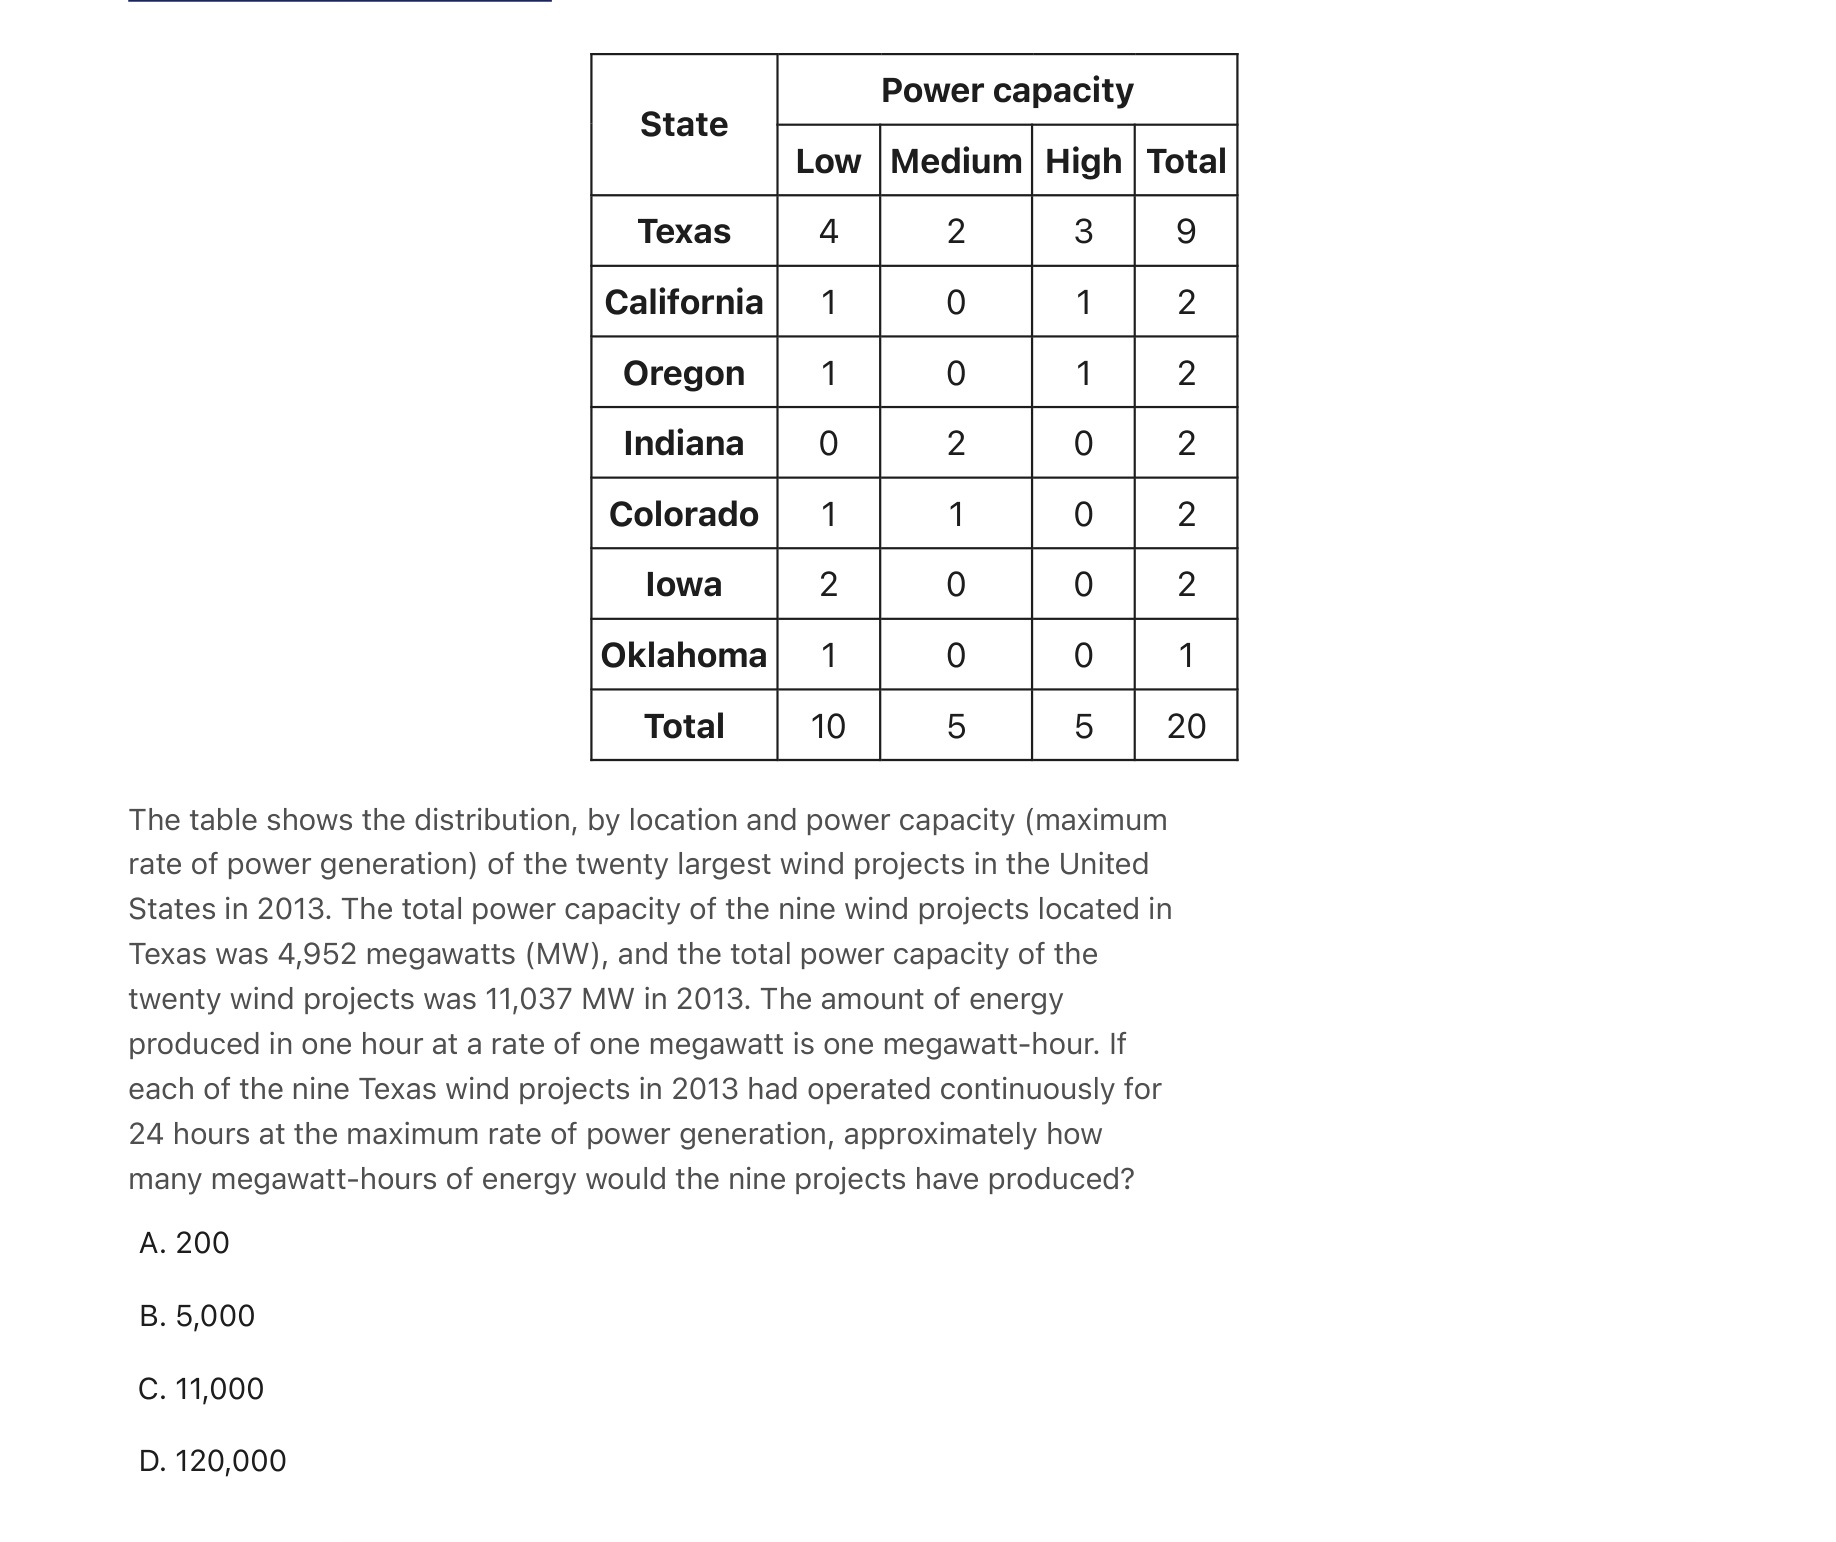 State Power capacity
Low Medium High Total
Texas 4 2 3 9
California 1 0 1 2
Oregon 1 0 1 2
Indiana 0 2 0 2
Colorado 1 1 0 2
Iowa 2 0 0 2
Oklahoma 1 0 0 1
Total 10 5 5 20
The table shows the distribution, by location and power capacity (maximum
rate of power generation) of the twenty largest wind projects in the United
States in 2013. The total power capacity of the nine wind projects located in
Texas was 4,952 megawatts (MW), and the total power capacity of the
twenty wind projects was 11,037 MW in 2013. The amount of energy
produced in one hour at a rate of one megawatt is one megawatt-hour. If
each of the nine Texas wind projects in 2013 had operated continuously for
24 hours at the maximum rate of power generation, approximately how
many megawatt-hours of energy would the nine projects have produced?
A. 200
B. 5,000
C. 11,000
D. 120,000